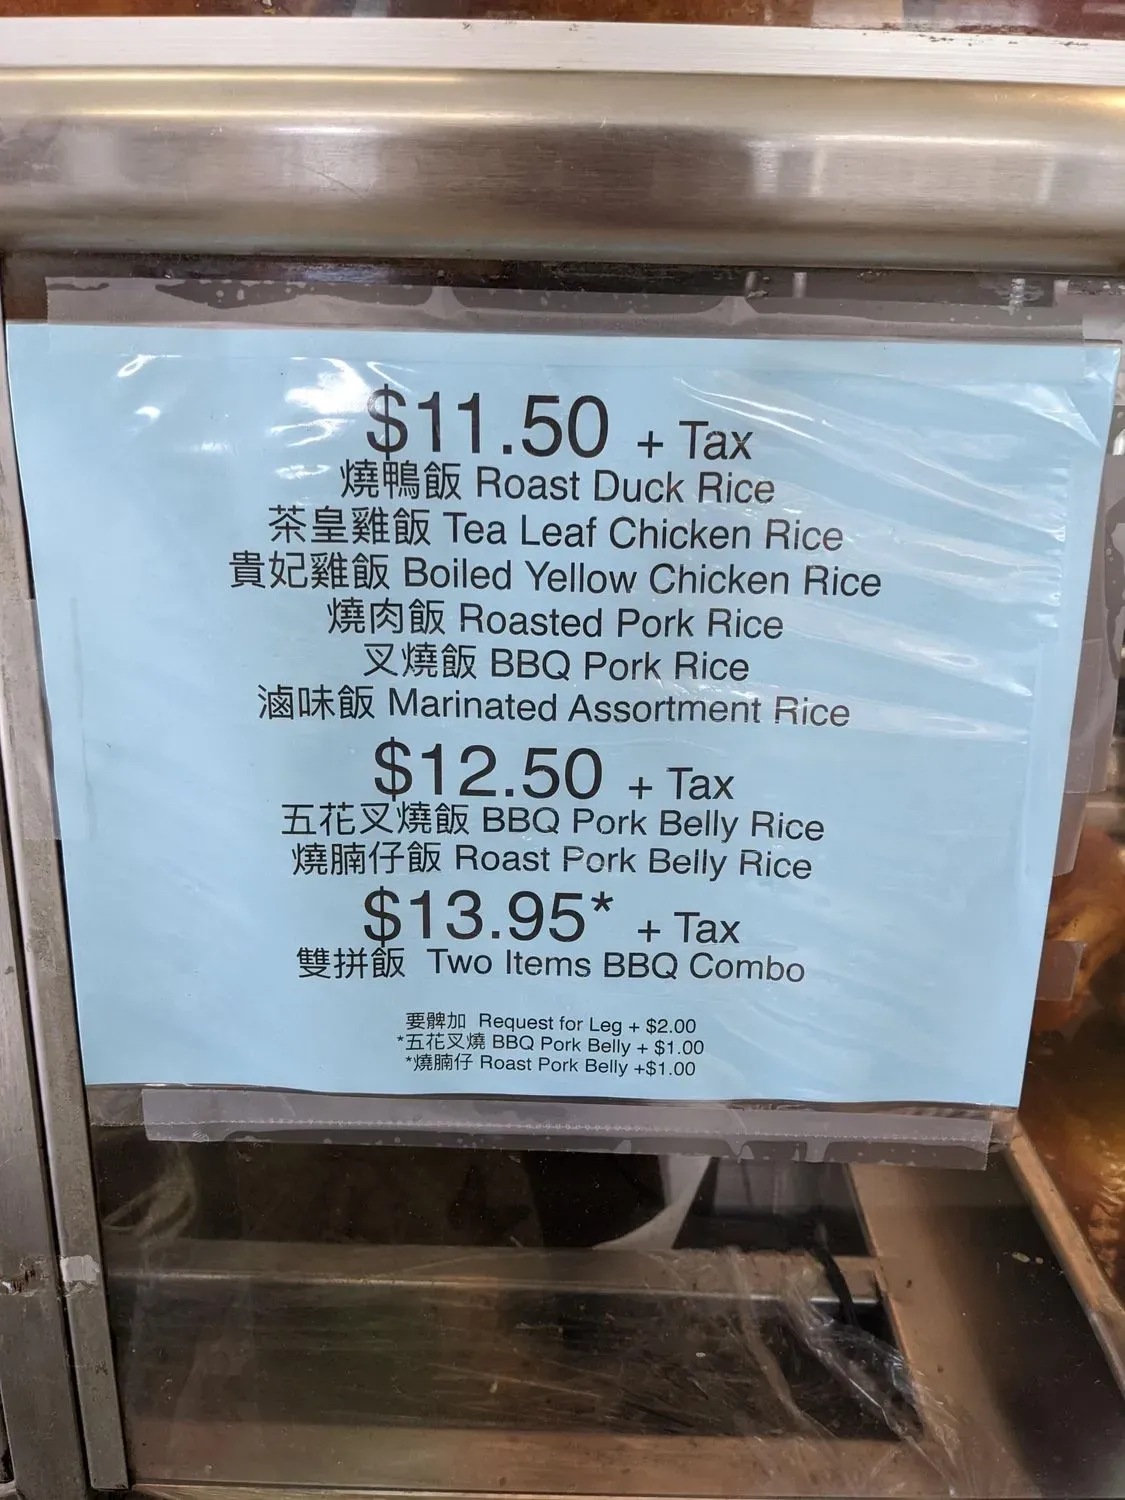 $11.50 + Tax
燒鴨飯 Roast Duck Rice
茶皇雞飯 Tea Leaf Chicken Rice
貴妃雞飯 Boiled Yellow Chicken Rice
燒肉飯 Roasted Pork Rice
叉燒飯 BBQ Pork Rice
滷味飯 Marinated Assortment Rice
$12.50 + Tax
五花叉燒飯 BBQ Pork Belly Rice
燒腩仔飯 Roast Pork Belly Rice
$13.95* + Tax
雙拼飯 Two Items BBQ Combo
要髀加 Request for Leg + $2.00
*五花叉燒 BBQ Pork Belly + $1.00
*燒腩仔 Roast Pork Belly +$1.00